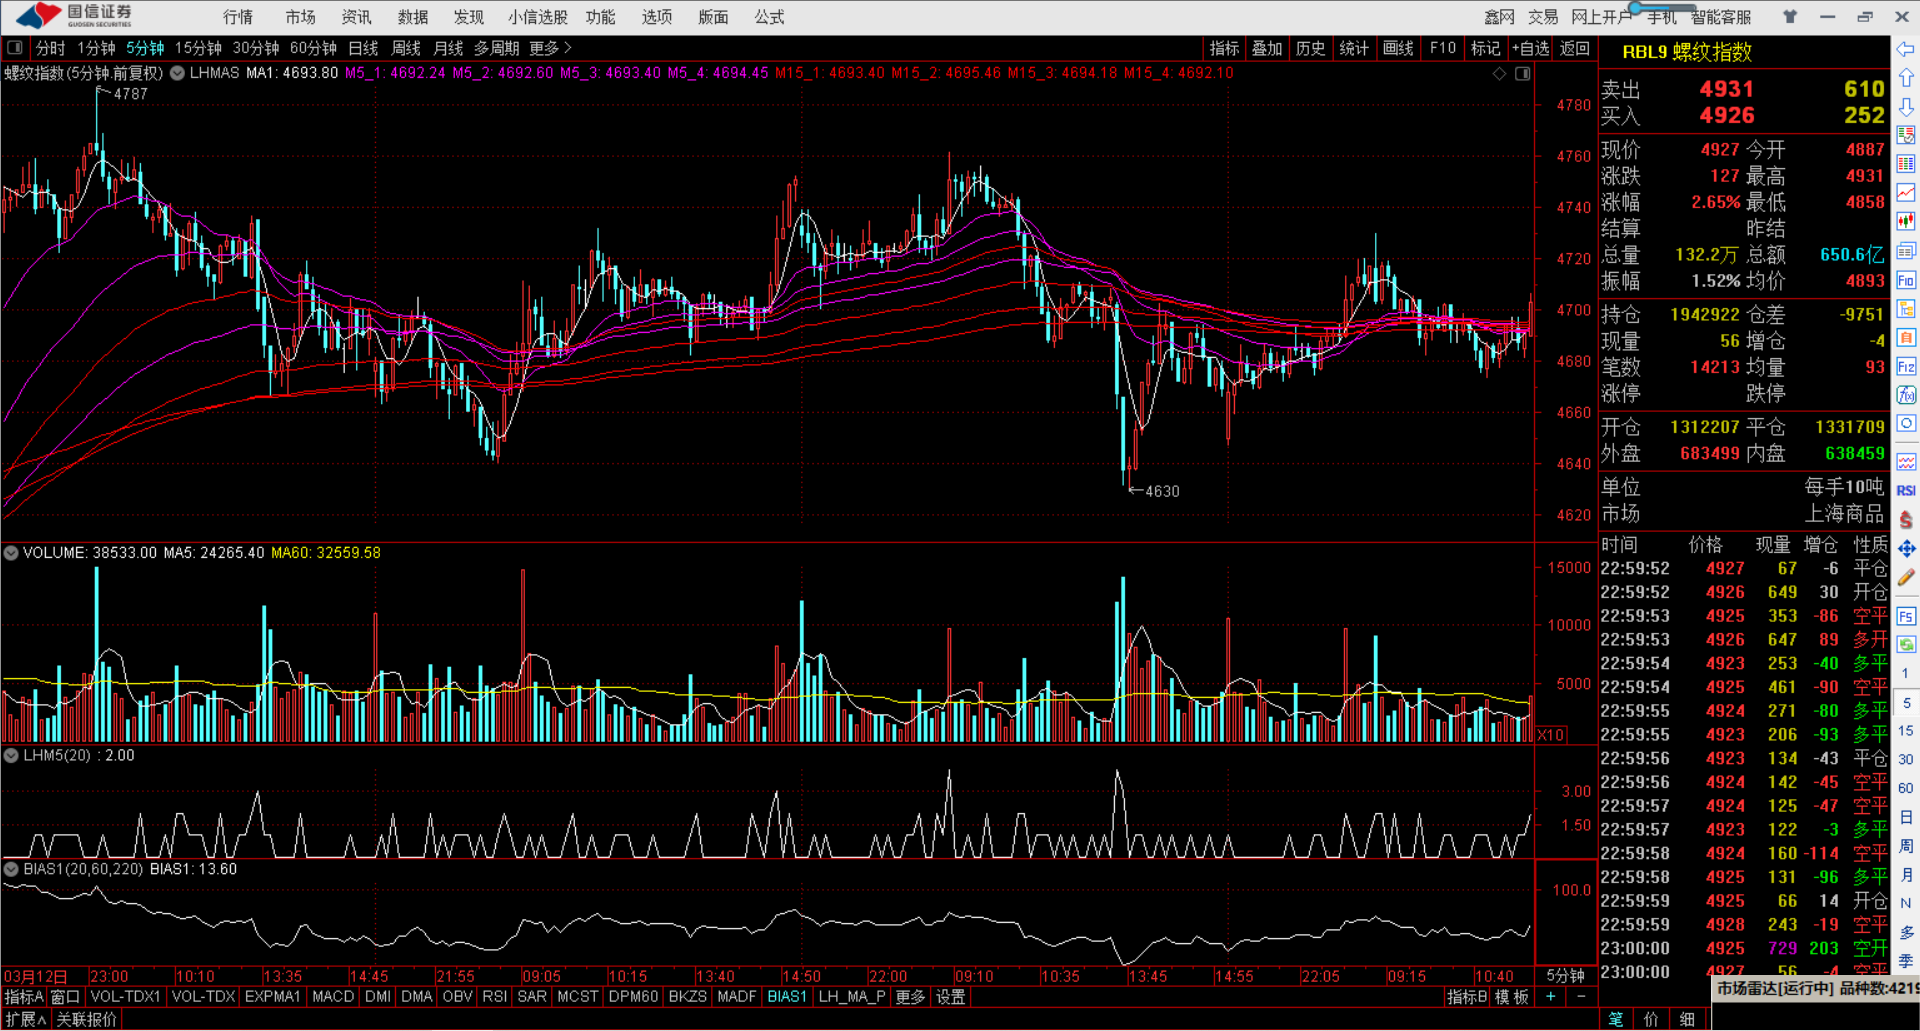 国信证券
GUOSEN SECURITIES
行情 市场 资讯 数据 发现 小信选股 功能 选项 版面 公式
鑫网 交易 网上开户 手机 智能客服
分时 1分钟 5分钟 15分钟 30分钟 60分钟 日线 周线 月线 多周期 更多>
指标 叠加 历史 统计 画线 F10 标记 +自选 返回
RBL9 螺纹指数
螺纹指数(5分钟.前复权) LHMAS MA1: 4693.80 M5_1: 4692.24 M5_2: 4692.60 M5_3: 4693.40 M5_4: 4694.45 M15_1: 4693.40 M15_2: 4695.46 M15_3: 4694.18 M15_4: 4692.10
4787
4630
4780
4760
4740
4720
4700
4680
4660
4640
4620
VOLUME: 38533.00 MA5: 24265.40 MA60: 32559.58
15000
10000
5000
X10
LHM5(20) : 2.00
3.00
1.50
BIAS1(20,60,220) BIAS1: 13.60
100.0
03月12日 23:00 10:10 13:35 14:45 21:55 09:05 10:15 13:40 14:50 22:00 09:10 10:35 13:45 14:55 22:05 09:15 10:40 5分钟
指标A 窗口 VOL-TDX1 VOL-TDX EXPMA1 MACD DMI DMA OBV RSI SAR MCST DPM60 BKZS MADF BIAS1 LH_MA_P 更多 设置 指标B 模板 + -
扩展∧ 关联报价
卖出 4931 610
买入 4926 252
现价 4927 今开 4887
涨跌 127 最高 4931
涨幅 2.65% 最低 4858
结算 昨结
总量 132.2万 总额 650.6亿
振幅 1.52% 均价 4893
持仓 1942922 仓差 -9751
现量 56 增仓 -4
笔数 14213 均量 93
涨停 跌停
开仓 1312207 平仓 1331709
外盘 683499 内盘 638459
单位 每手10吨
市场 上海商品
时间 价格 现量 增仓 性质
22:59:52 4927 67 -6 平仓
22:59:52 4926 649 30 开仓
22:59:53 4925 353 -86 空平
22:59:53 4926 647 89 多开
22:59:54 4923 253 -40 多平
22:59:54 4925 461 -90 空平
22:59:55 4924 271 -80 多平
22:59:55 4923 206 -93 多平
22:59:56 4923 134 -43 平仓
22:59:56 4924 142 -45 空平
22:59:57 4924 125 -47 空平
22:59:57 4923 122 -3 多平
22:59:58 4924 160 -114 空平
22:59:58 4925 131 -96 多平
22:59:59 4925 66 14 开仓
22:59:59 4928 243 -19 空平
23:00:00 4925 729 203 空开
23:00:00 4927 56 -4 空平
市场雷达[运行中] 品种数:4219
笔 价 细
F10
自
F12
f(x)
RSI
F5
1
5
15
30
60
日
周
月
N
多
季